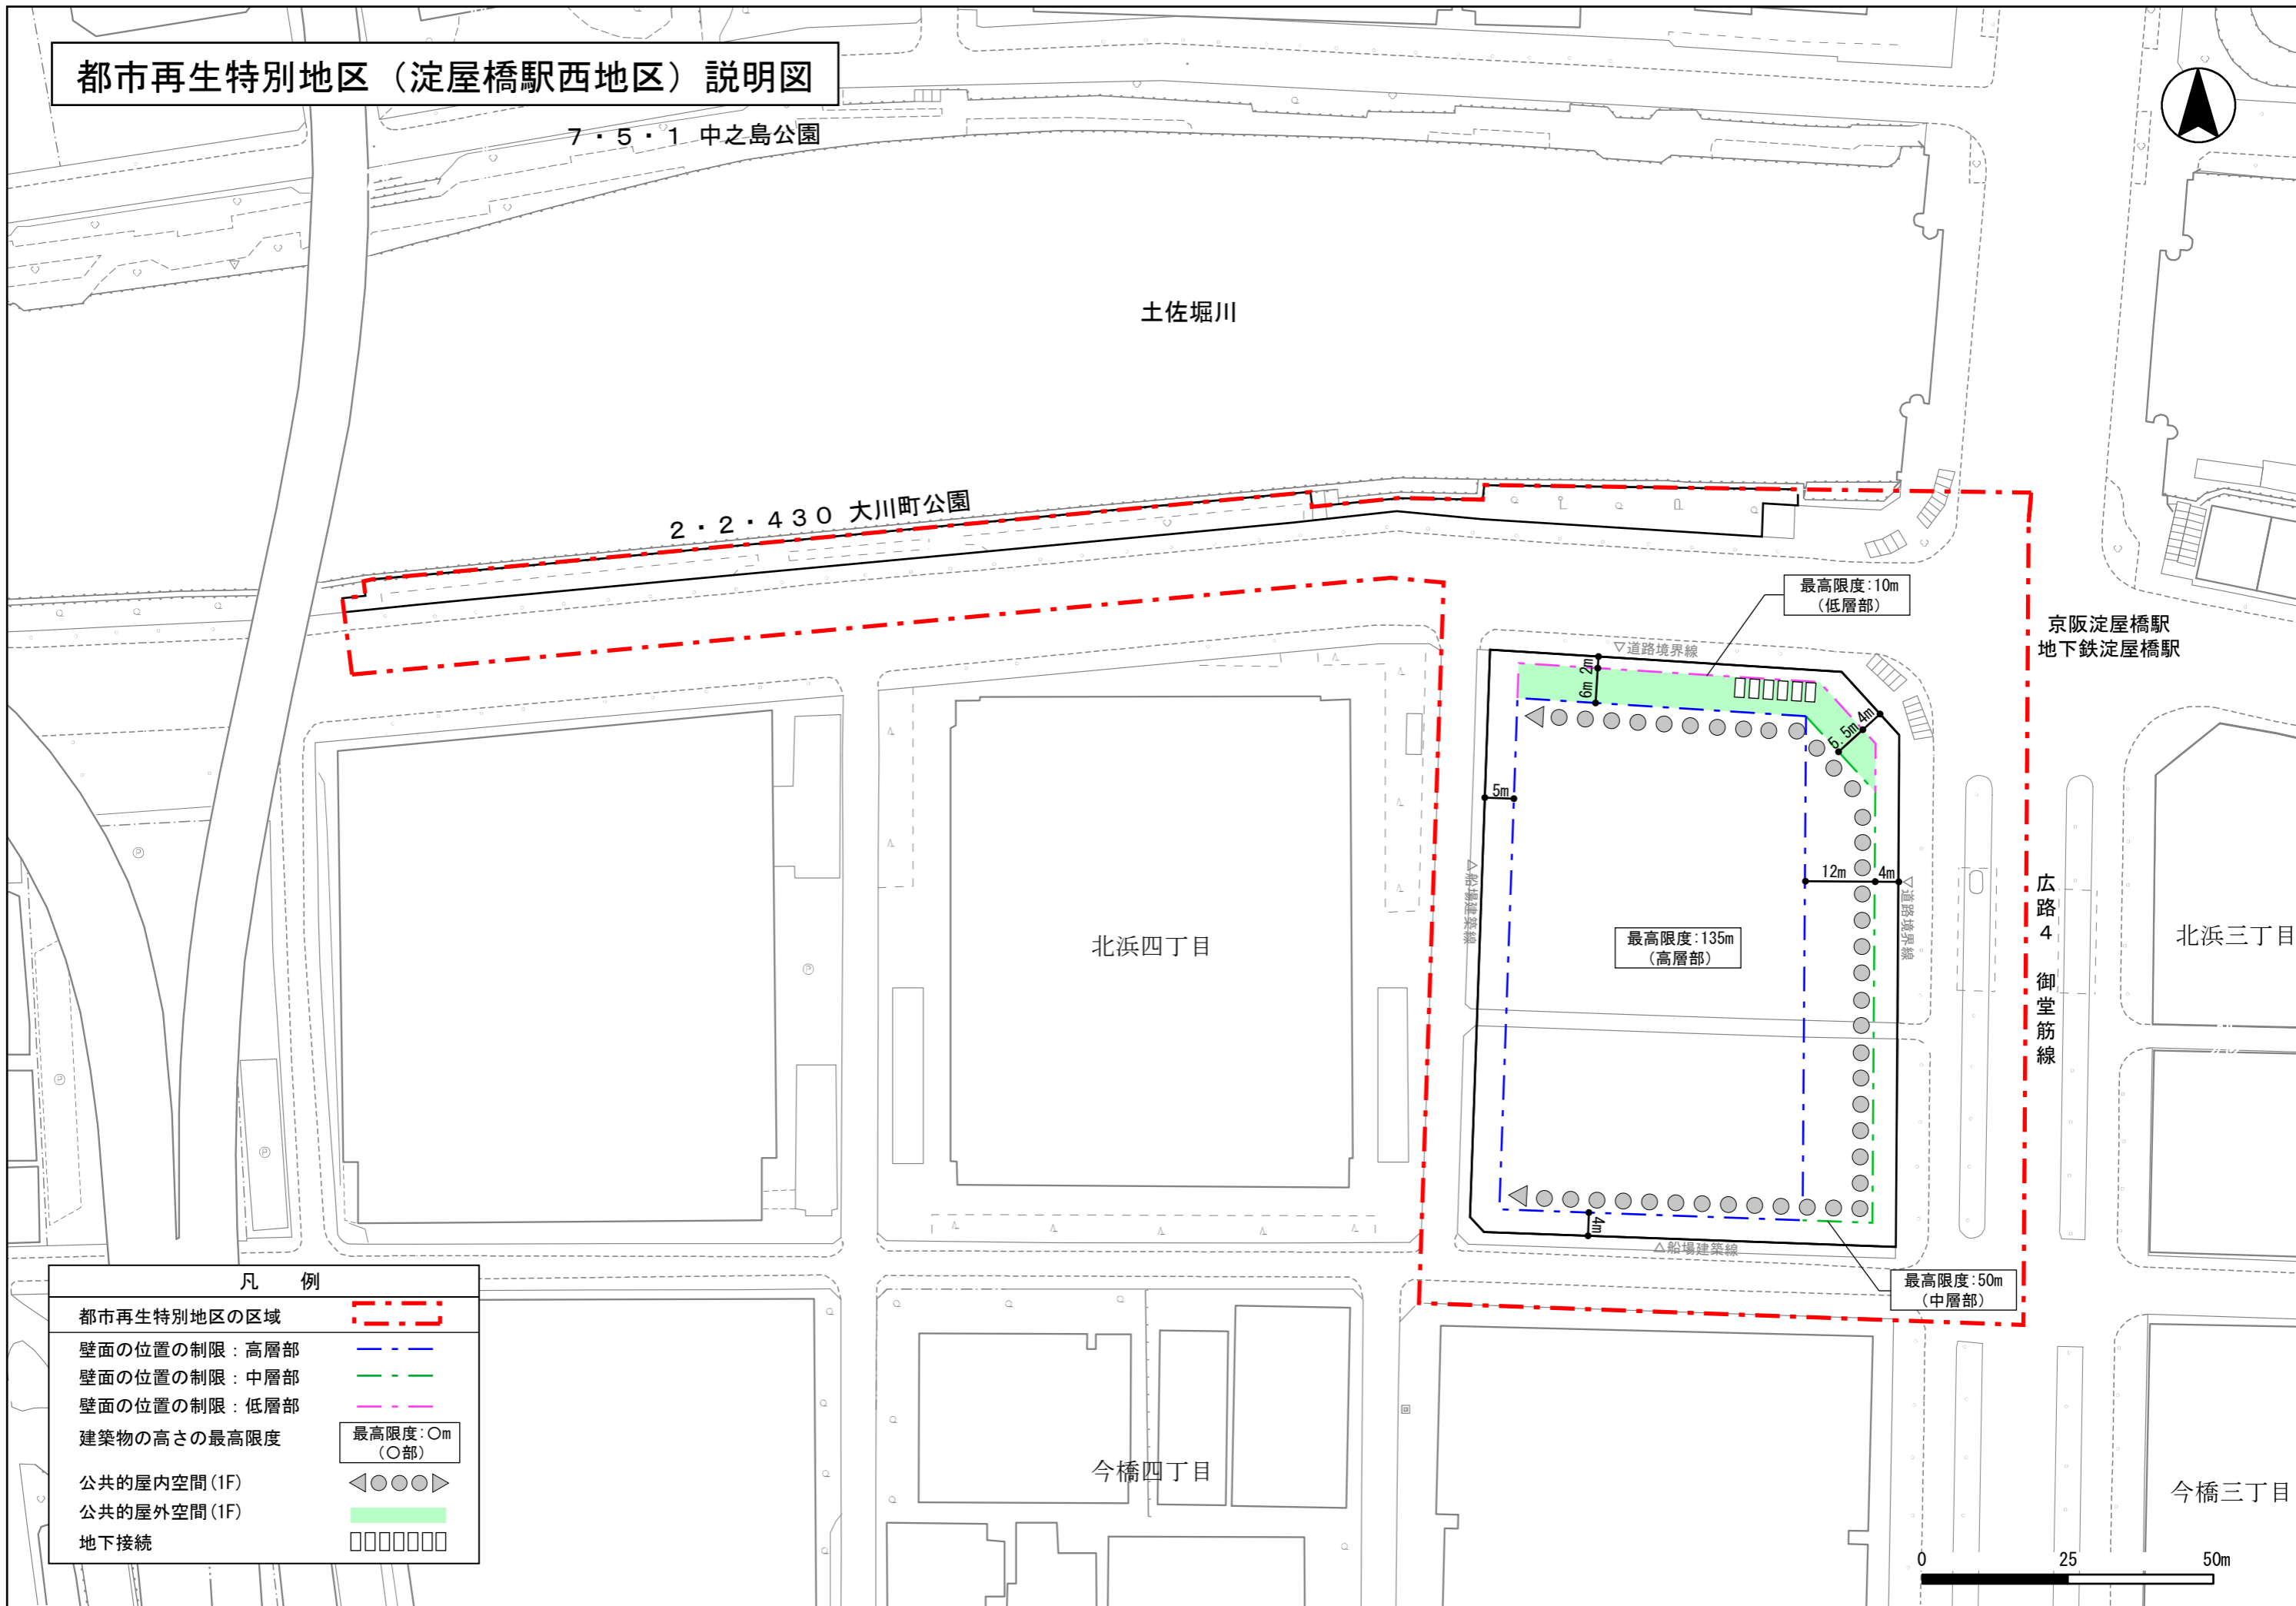 都市再生特別地区（淀屋橋駅西地区）説明図
７・５・１ 中之島公園
土佐堀川
２・２・４３０ 大川町公園
最高限度：10m
（低層部）
京阪淀屋橋駅
地下鉄淀屋橋駅
▽道路境界線
2m
6m
4m
5.5m
5m
12m
4m
▽船場建築線
▽道路境界線
広路４　御堂筋線
北浜四丁目
最高限度：135m
（高層部）
北浜三丁目
4m
△船場建築線
最高限度：50m
（中層部）
凡　例
都市再生特別地区の区域
壁面の位置の制限：高層部
壁面の位置の制限：中層部
壁面の位置の制限：低層部
建築物の高さの最高限度
最高限度：〇m
（〇部）
公共的屋内空間(1F)
公共的屋外空間(1F)
地下接続
今橋四丁目
今橋三丁目
0 25 50m